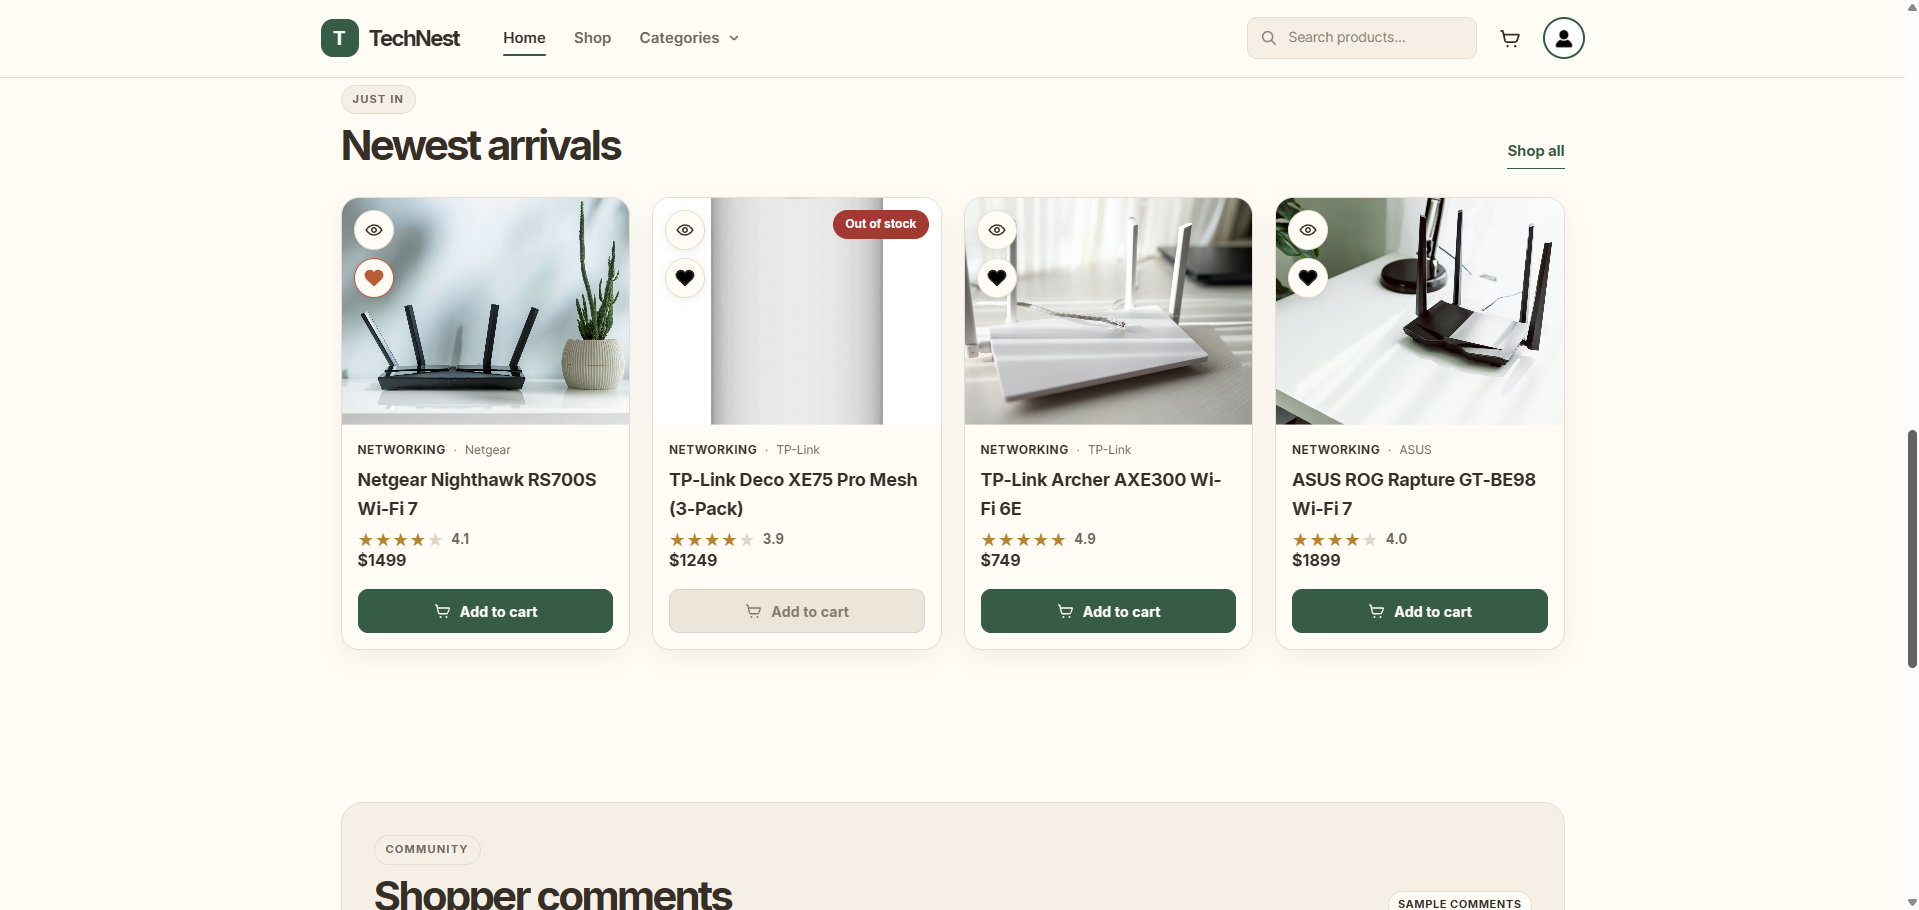 T TechNest Home Shop Categories Search products...
JUST IN
Newest arrivals
Shop all
Out of stock
NETWORKING · Netgear
Netgear Nighthawk RS700S
Wi-Fi 7
4.1
$1499
Add to cart
NETWORKING · TP-Link
TP-Link Deco XE75 Pro Mesh
(3-Pack)
3.9
$1249
Add to cart
NETWORKING · TP-Link
TP-Link Archer AXE300 Wi-
Fi 6E
4.9
$749
Add to cart
NETWORKING · ASUS
ASUS ROG Rapture GT-BE98
Wi-Fi 7
4.0
$1899
Add to cart
COMMUNITY
Shopper comments
SAMPLE COMMENTS